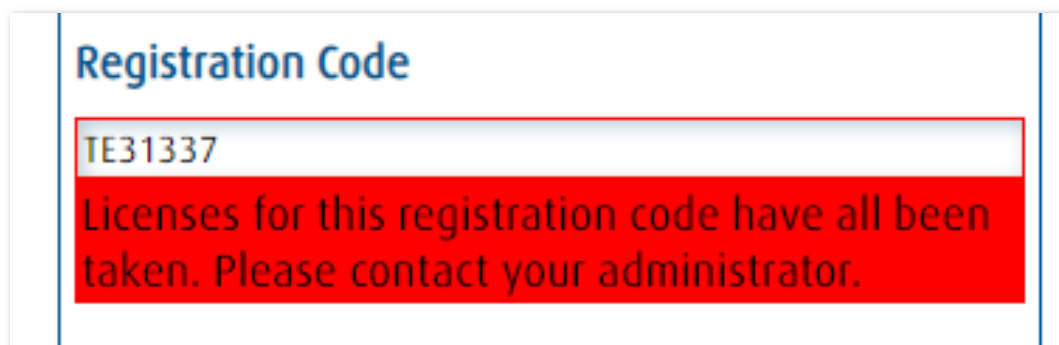 Registration Code
TE31337
Licenses for this registration code have all been
taken. Please contact your administrator.